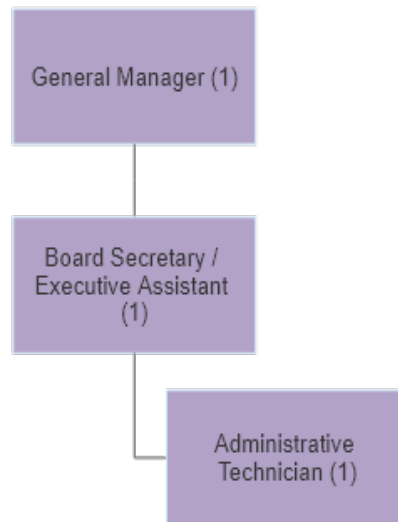 General Manager (1)
Board Secretary /
Executive Assistant
(1)
Administrative
Technician (1)